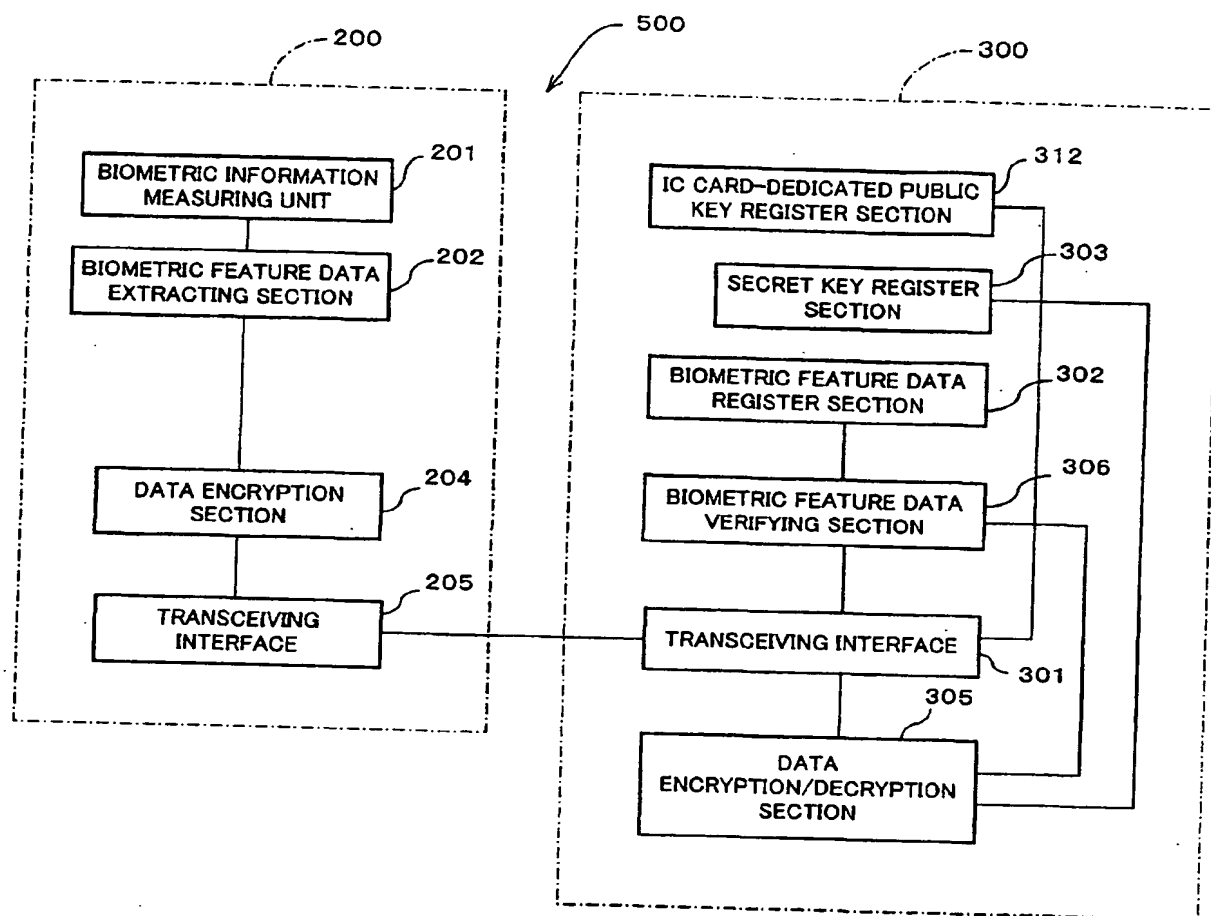 500
200
300
201
BIOMETRIC INFORMATION
MEASURING UNIT
202
BIOMETRIC FEATURE DATA
EXTRACTING SECTION
204
DATA ENCRYPTION
SECTION
205
TRANSCEIVING
INTERFACE
312
IC CARD-DEDICATED PUBLIC
KEY REGISTER SECTION
303
SECRET KEY REGISTER
SECTION
302
BIOMETRIC FEATURE DATA
REGISTER SECTION
306
BIOMETRIC FEATURE DATA
VERIFYING SECTION
TRANSCEIVING INTERFACE
301
305
DATA
ENCRYPTION/DECRYPTION
SECTION